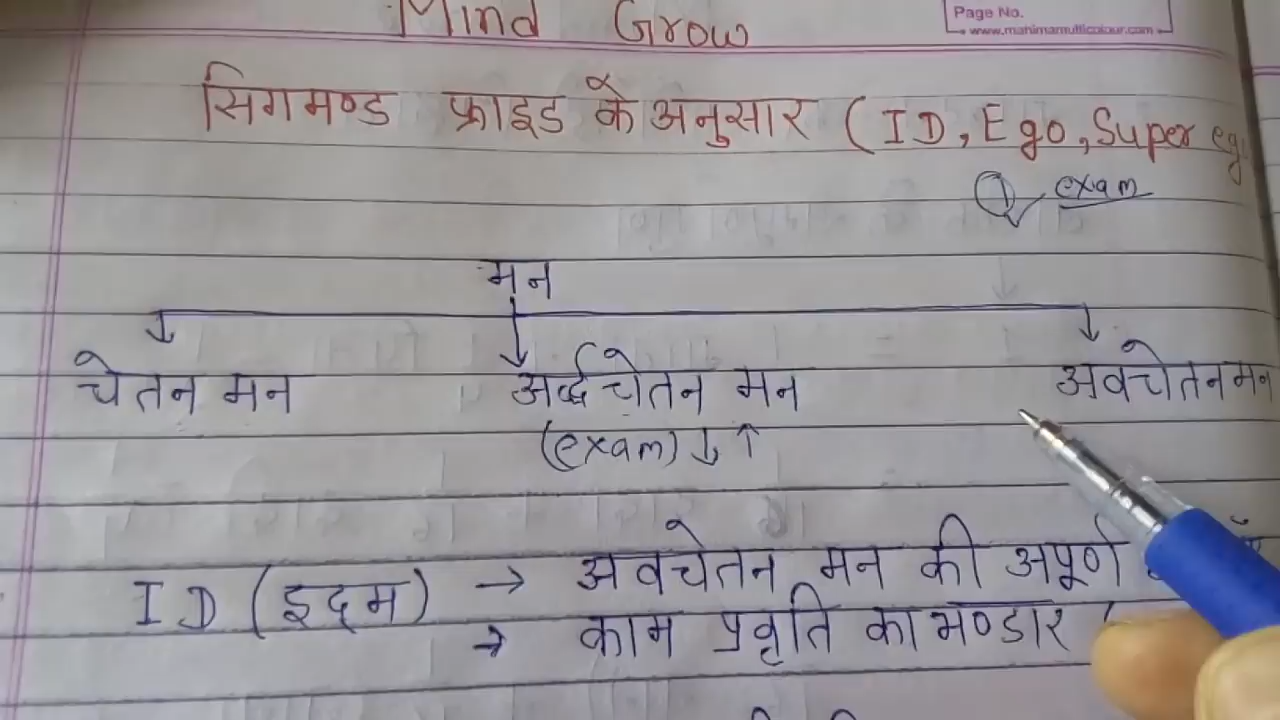 Mind Grow
Page No.
www.mahimamulticolour.com
सिगमण्ड फ्राइड के अनुसार ( ID, Ego, Super eg
Q exam
मन
चेतन मन अर्द्धचेतन मन अवचेतन मन
(exam) ↓ ↑
ID (इदम) → अवचेतन मन की अपूर्ण
→ काम प्रवृति का भण्डार (